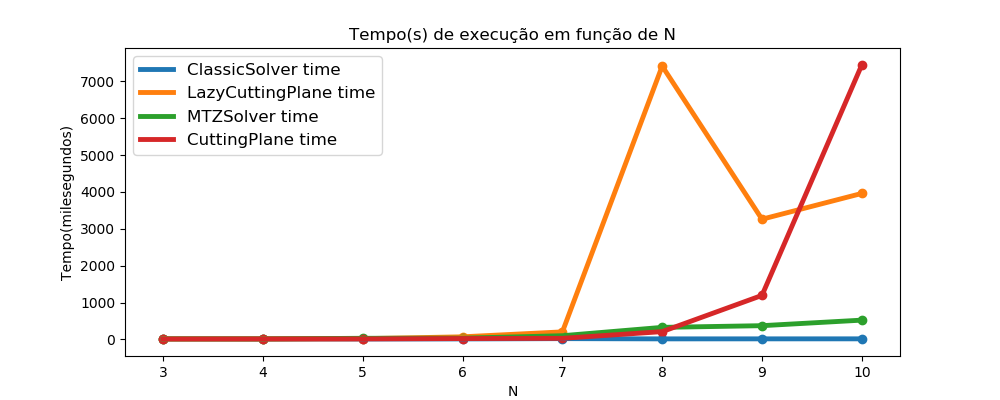 Tempo(s) de execução em função de N
ClassicSolver time
LazyCuttingPlane time
MTZSolver time
CuttingPlane time
Tempo(milesegundos)
7000
6000
5000
4000
3000
2000
1000
0
3 4 5 6 7 8 9 10
N